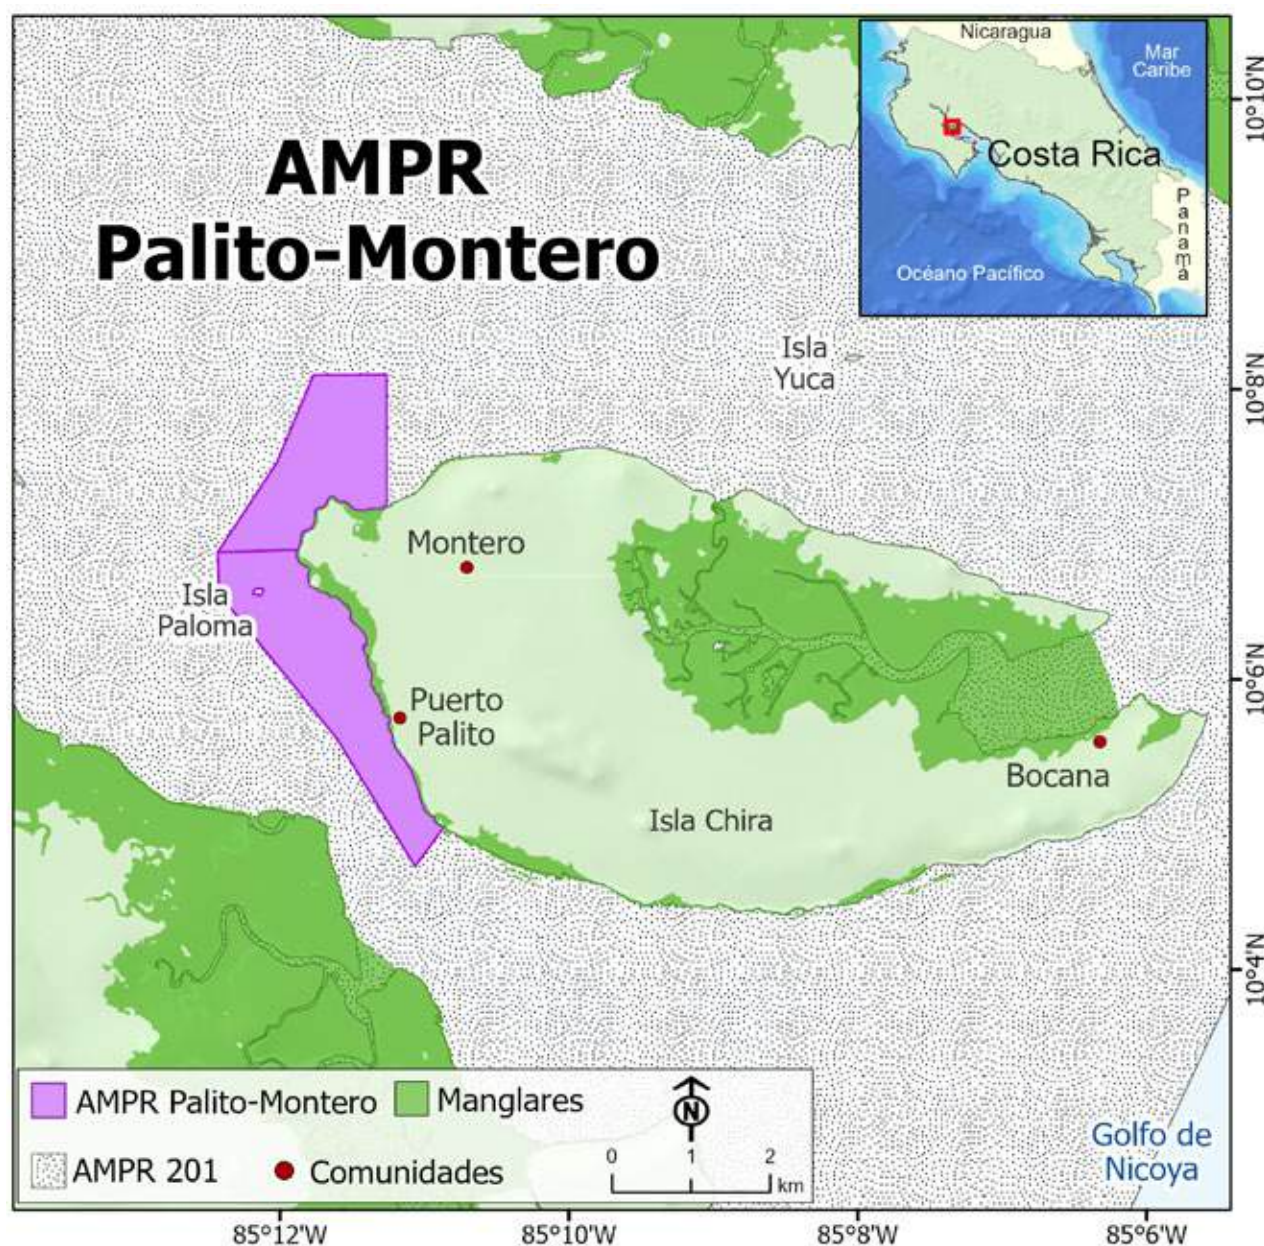 AMPR
Palito-Montero
Nicaragua
Mar
Caribe
Costa Rica
Panamá
Océano Pacífico
10°10'N
Isla
Yuca
10°8'N
Montero
Isla
Paloma
10°6'N
Puerto
Palito
Bocana
Isla Chira
10°4'N
AMPR Palito-Montero
Manglares
N
AMPR 201
Comunidades
0 1 2
km
Golfo de
Nicoya
85°12'W 85°10'W 85°8'W 85°6'W